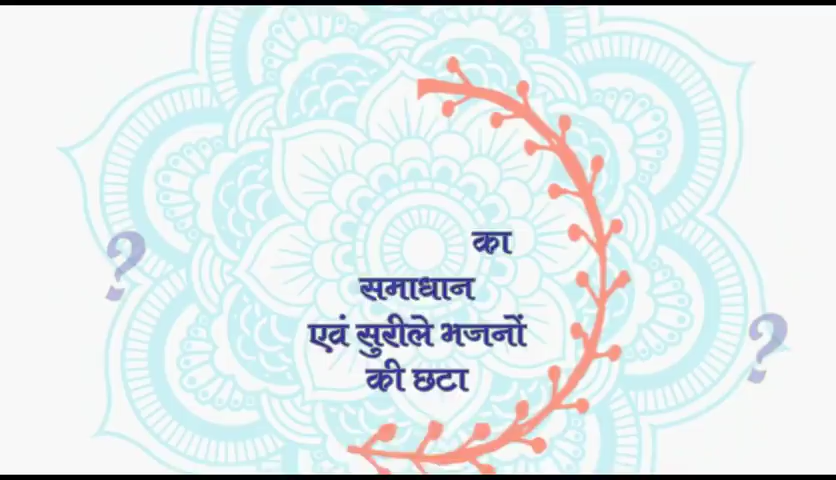 ?
का
समाधान
एवं सुरीले भजनों
की छटा
?